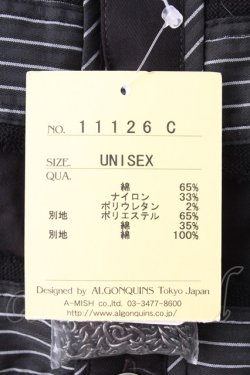 NO. 11126 C
SIZE. UNISEX
QUA.
綿 65%
ナイロン 33%
ポリウレタン 2%
別地 ポリエステル 65%
綿 35%
別地 綿 100%
Designed by ALGONQUINS Tokyo Japan
A-MISH co.,ltd. 03-3477-8600
http://www.algonquins.co.jp/